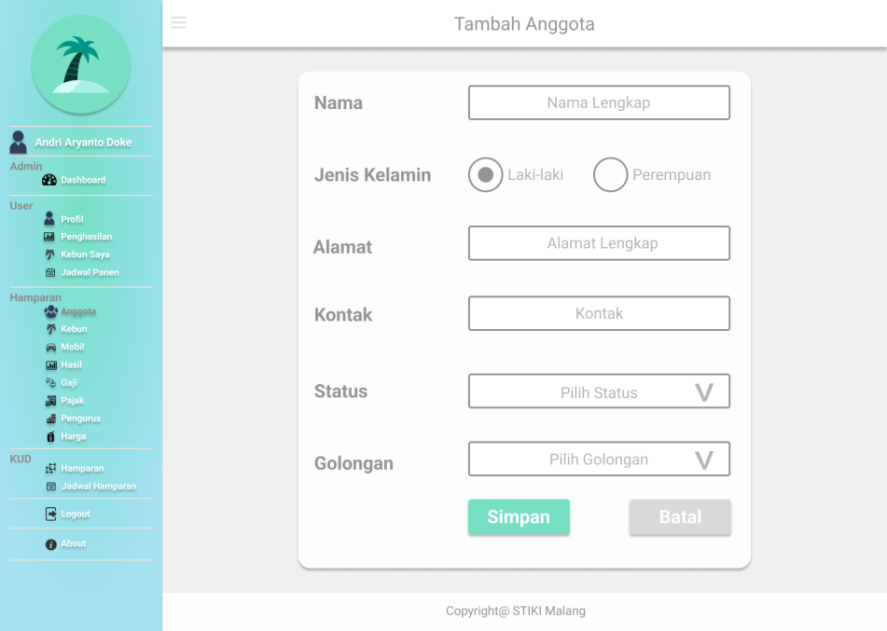 Tambah Anggota
Andri Aryanto Doke
Admin
Dashboard
User
Profil
Penghasilan
Kebun Saya
Jadwal Panen
Hamparan
Anggota
Kebun
Mobil
Hasil
Gaji
Pajak
Pengurus
Harga
KUD
Hamparan
Jadwal Hamparan
Logout
About
Nama
Nama Lengkap
Jenis Kelamin
Laki-laki
Perempuan
Alamat
Alamat Lengkap
Kontak
Kontak
Status
Pilih Status V
Golongan
Pilih Golongan V
Simpan
Batal
Copyright@ STIKI Malang